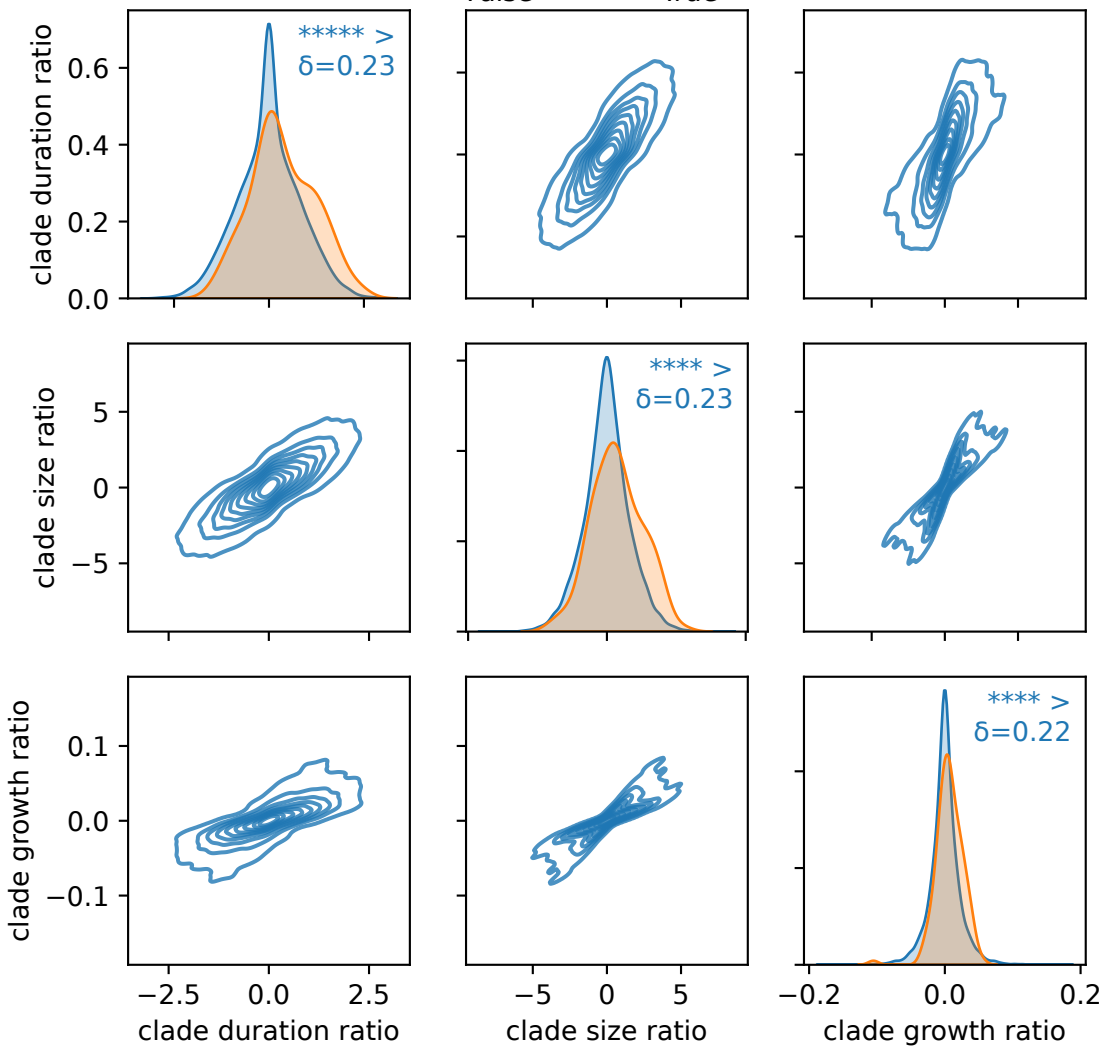 clade duration ratio
0.6
0.4
0.2
0.0
***** >
δ=0.23
clade size ratio
5
0
−5
**** >
δ=0.23
clade growth ratio
0.1
0.0
−0.1
**** >
δ=0.22
−2.5 0.0 2.5
clade duration ratio
−5 0 5
clade size ratio
−0.2 0.0 0.2
clade growth ratio